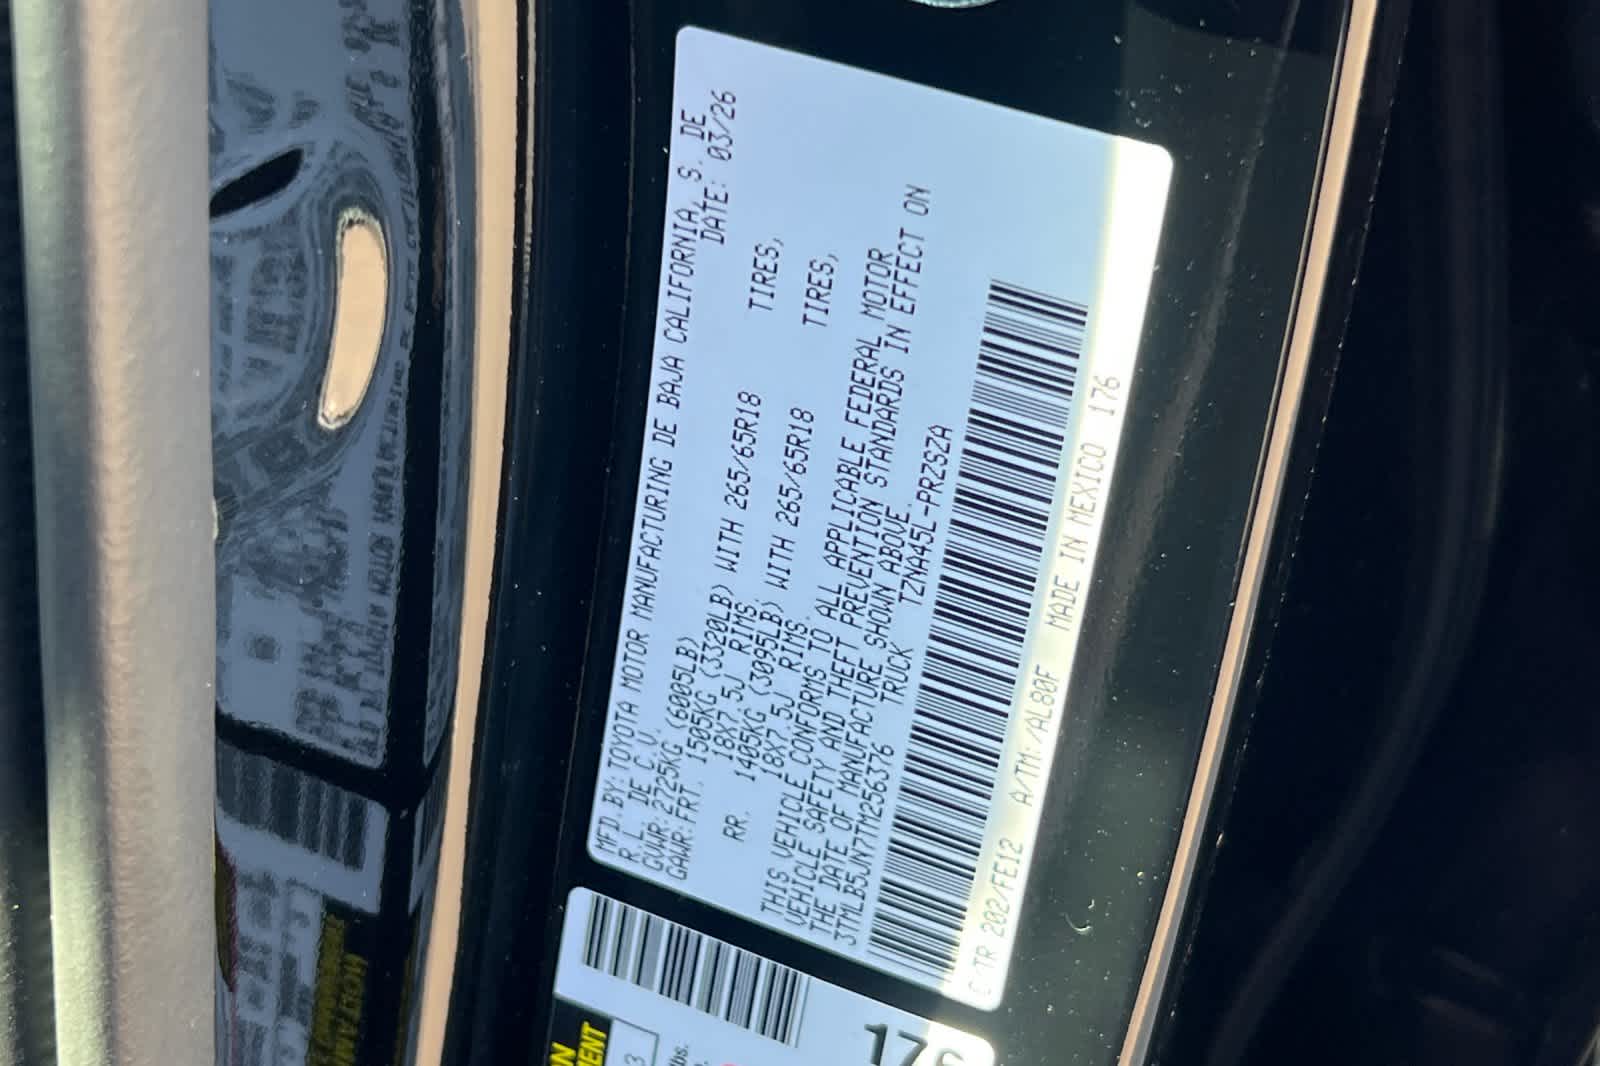 MFD.BY:TOYOTA MOTOR MANUFACTURING DE BAJA CALIFORNIA, S. DE
R.L. DE C.V. DATE: 03/26
GVWR:2725KG (6005LB)
GAWR:FRT. 1505KG (3320LB) WITH 265/65R18 TIRES,
18X7.5J RIMS,
RR. 1405KG (3095LB) WITH 265/65R18 TIRES,
18X7.5J RIMS.
THIS VEHICLE CONFORMS TO ALL APPLICABLE FEDERAL MOTOR
VEHICLE SAFETY AND THEFT PREVENTION STANDARDS IN EFFECT ON
THE DATE OF MANUFACTURE SHOWN ABOVE.
3TMLB5JN7TM256376 TRUCK TZNA45L-PRZSZA
C/TR 202/FE12 A/TM:/AL80F MADE IN MEXICO 176
176
3
lbs.